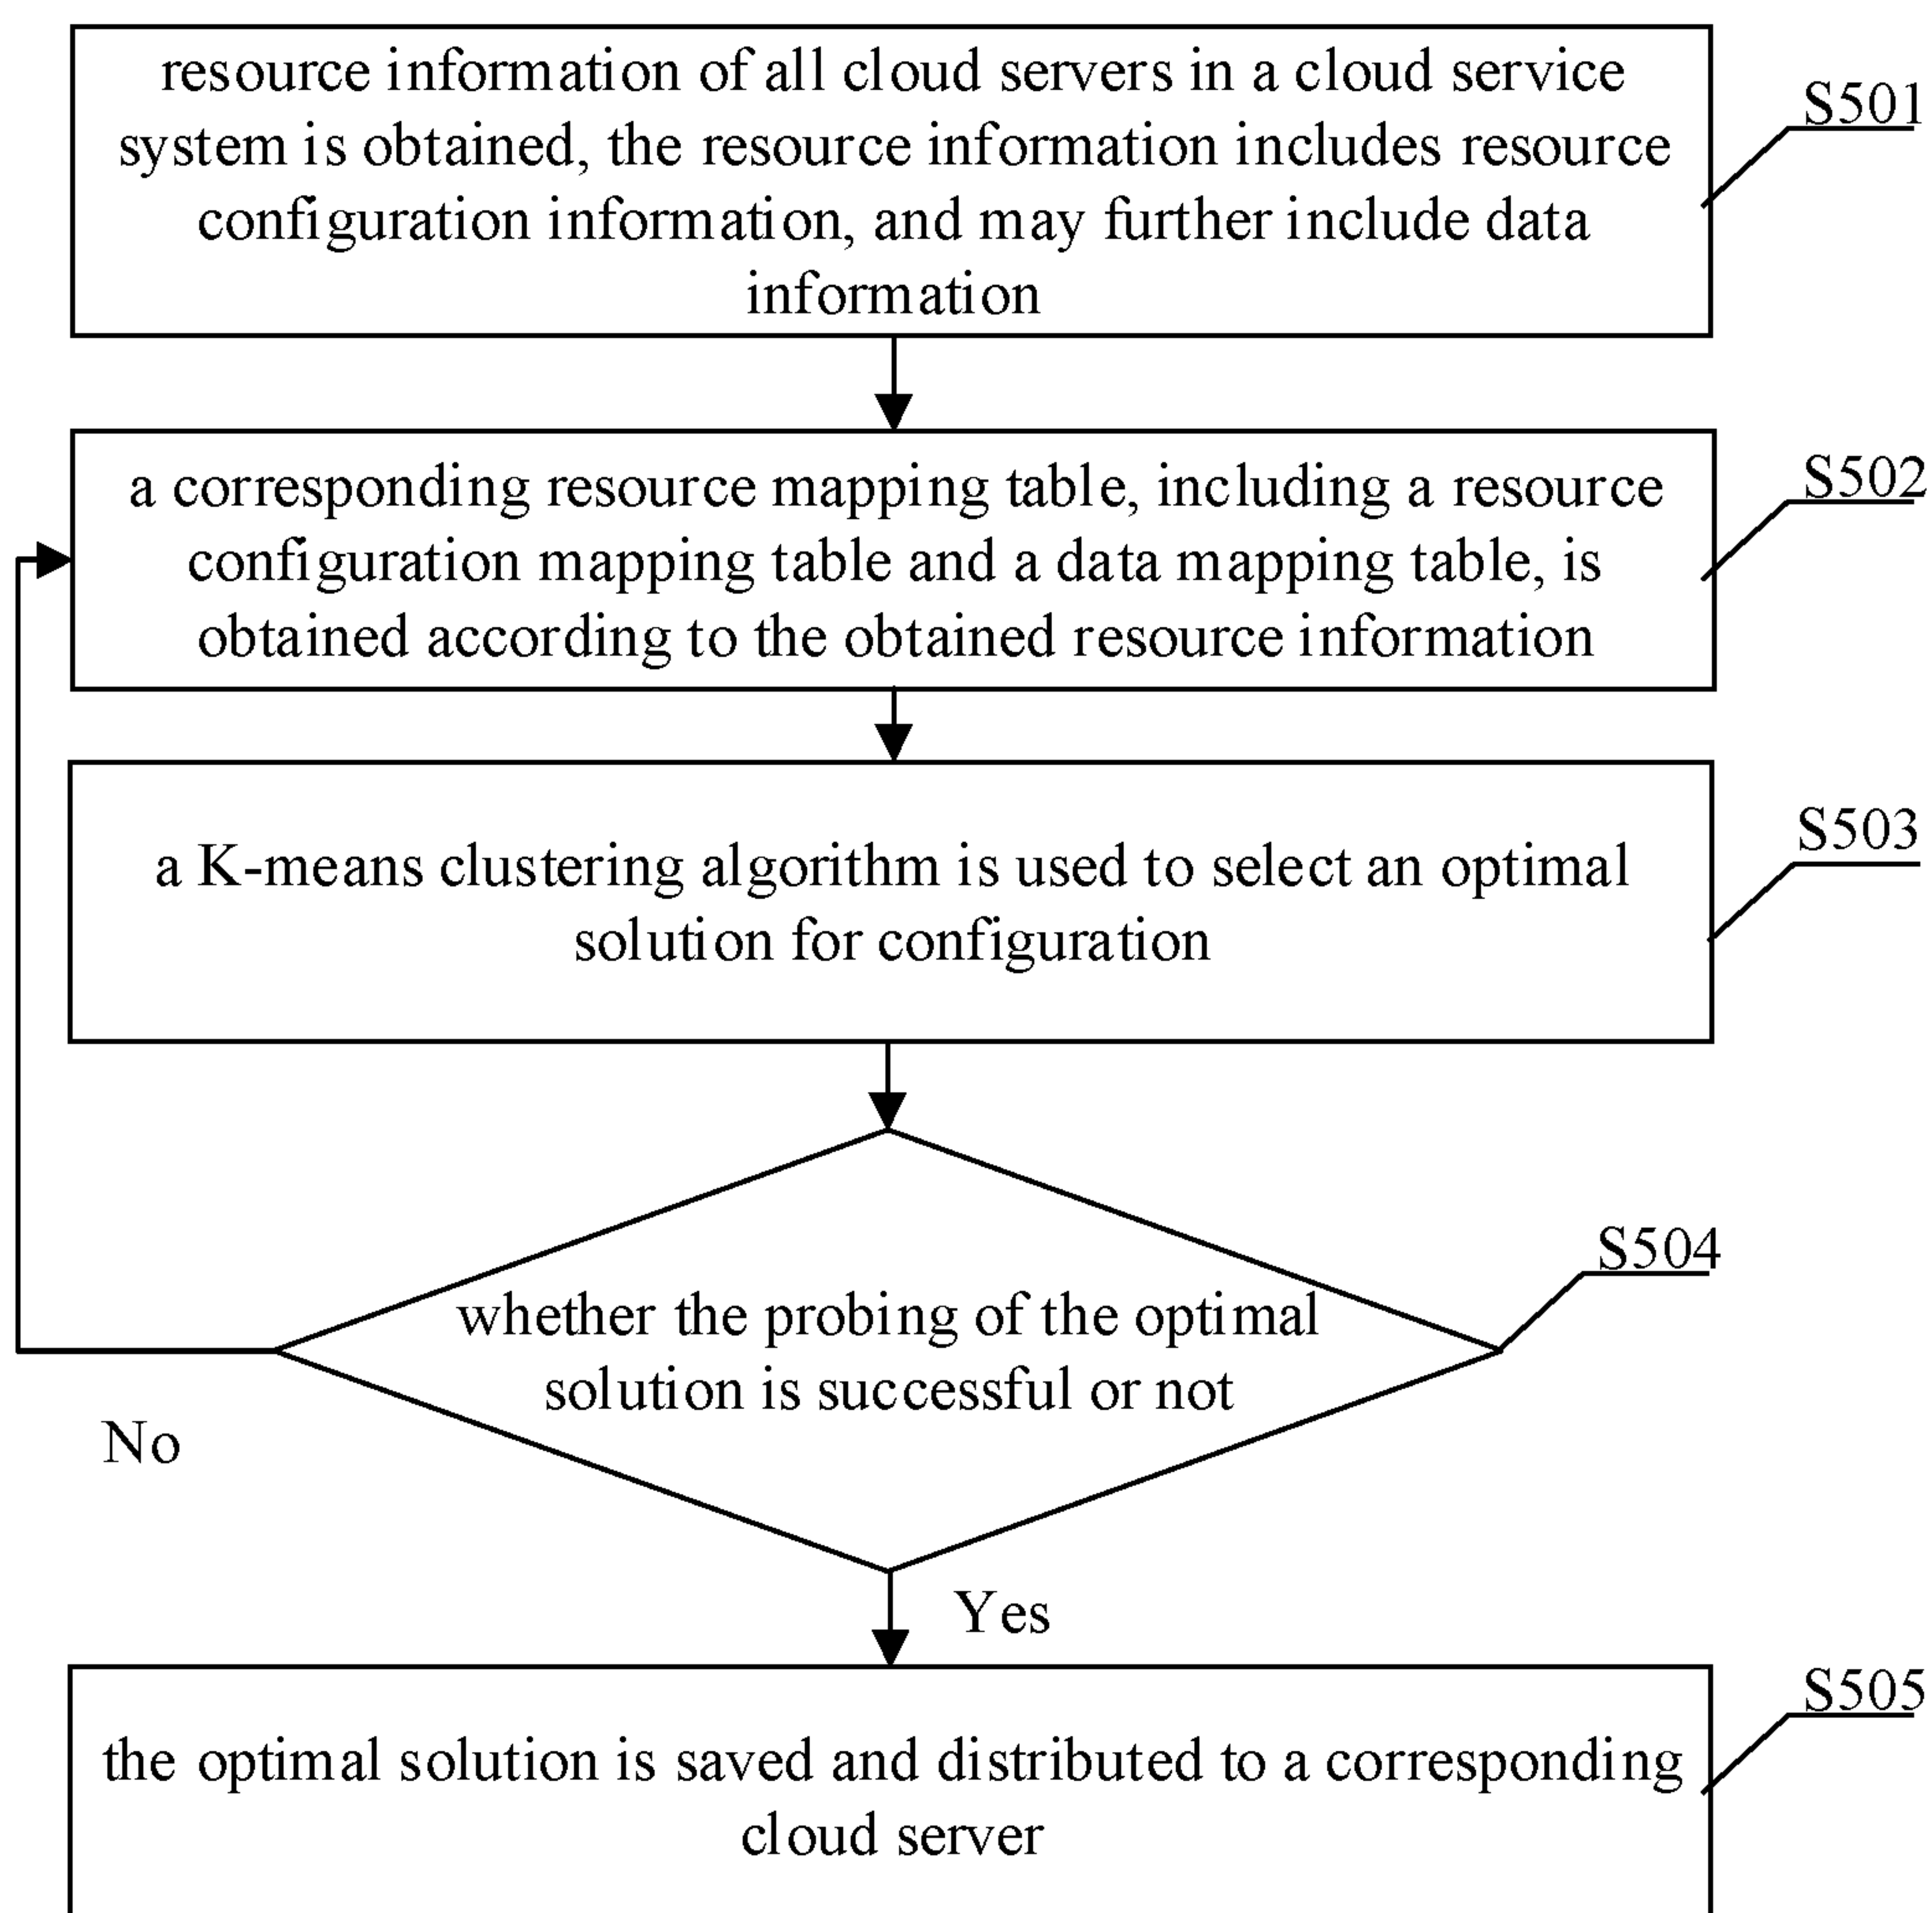 resource information of all cloud servers in a cloud service
system is obtained, the resource information includes resource
configuration information, and may further include data
information
S501
a corresponding resource mapping table, including a resource
configuration mapping table and a data mapping table, is
obtained according to the obtained resource information
S502
a K-means clustering algorithm is used to select an optimal
solution for configuration
S503
whether the probing of the optimal
solution is successful or not
S504
No
Yes
the optimal solution is saved and distributed to a corresponding
cloud server
S505